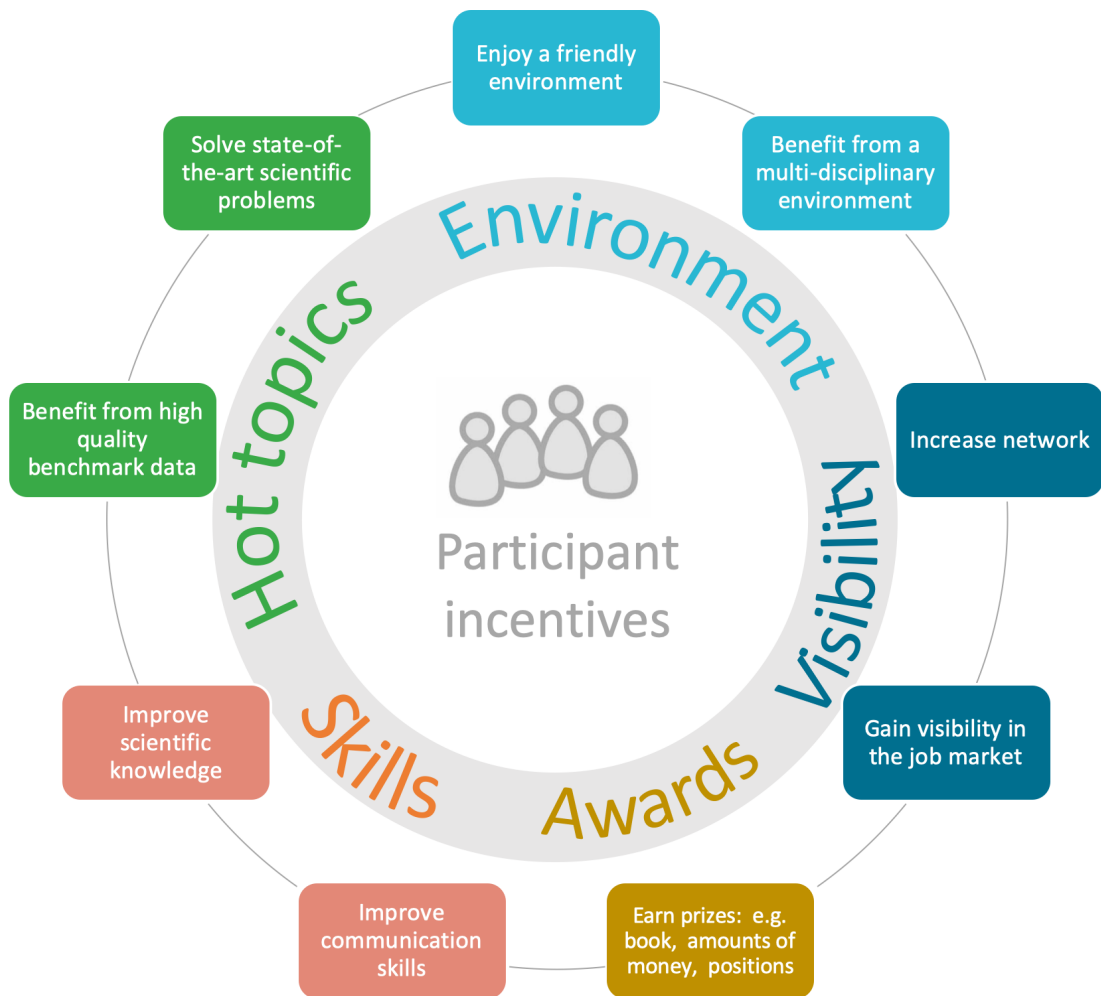 Enjoy a friendly
environment
Benefit from a
multi-disciplinary
environment
Increase network
Gain visibility in
the job market
Earn prizes:  e.g.
book,  amounts of
money,  positions
Improve
communication
skills
Improve
scientific
knowledge
Benefit from high
quality
benchmark data
Solve state-of-
the-art scientific
problems
Environment
Visibility
Awards
Skills
Hot topics
Participant
incentives